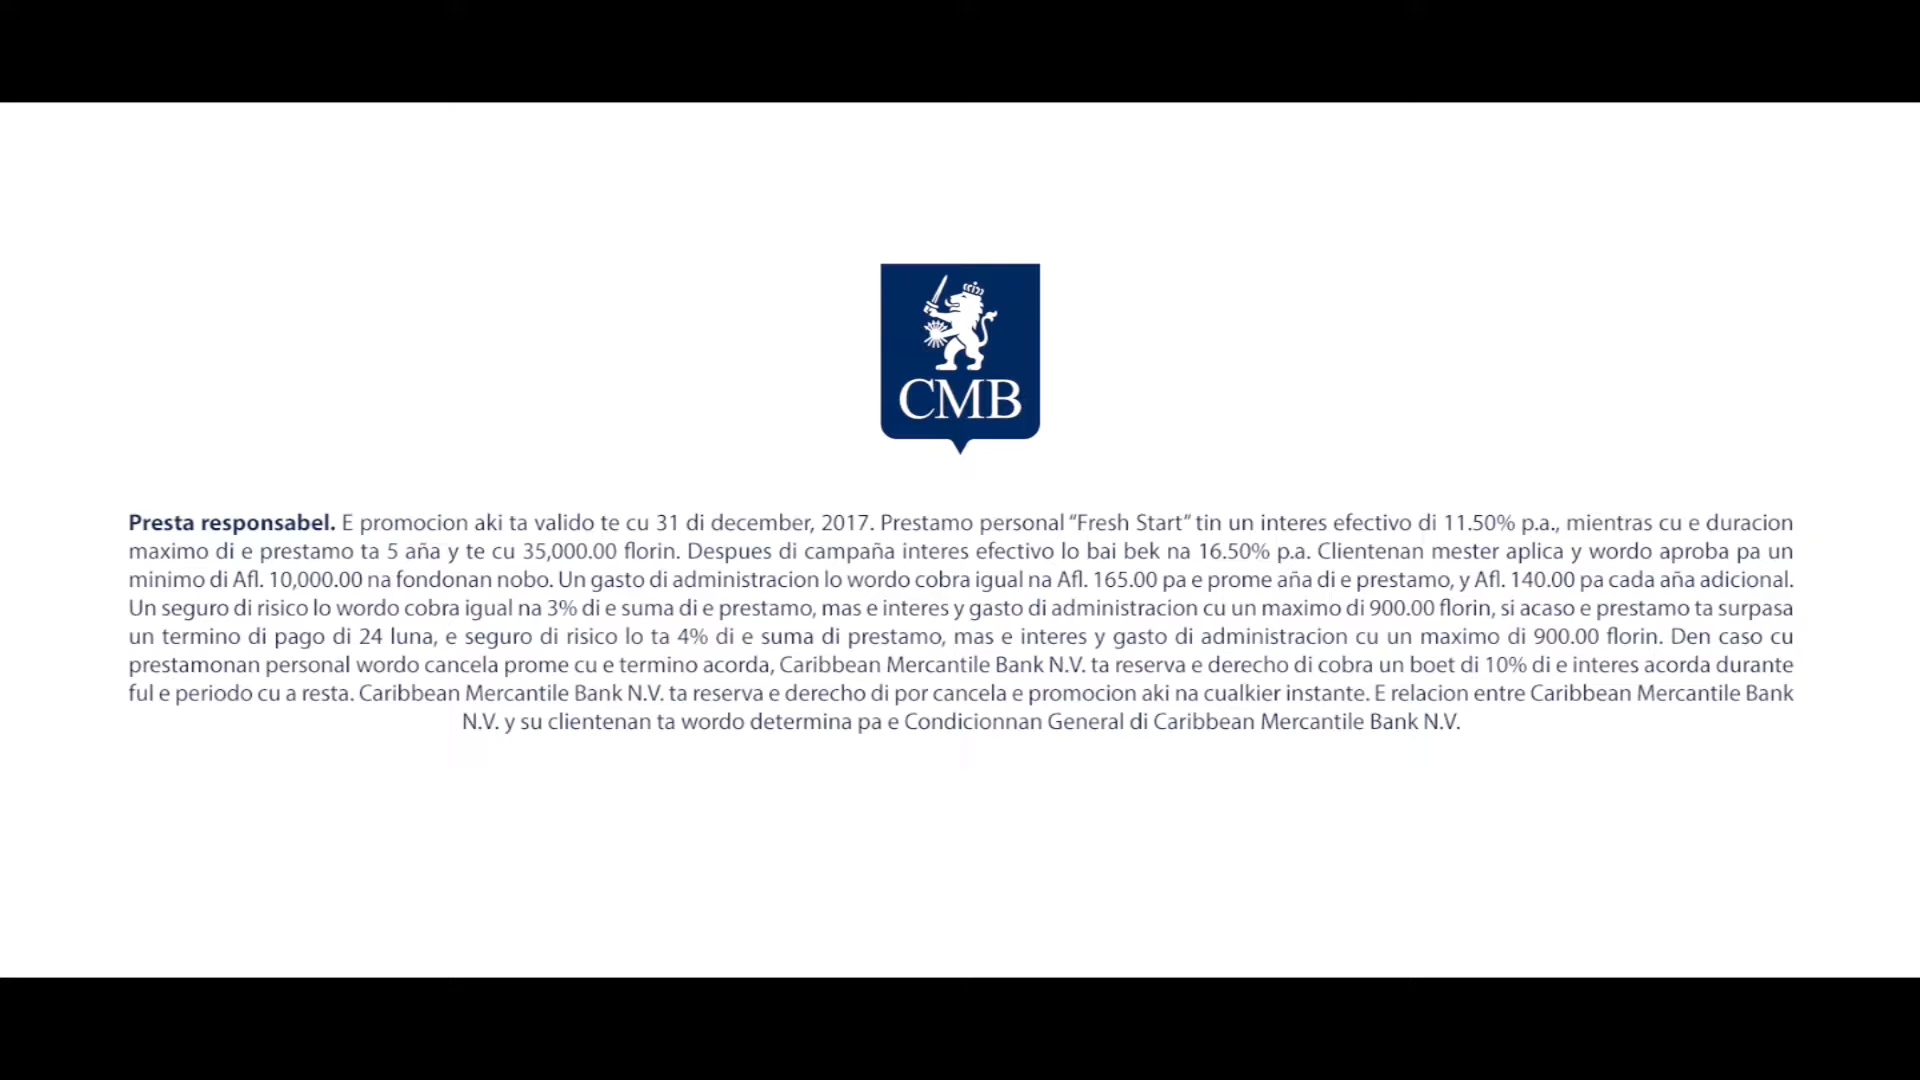 CMB
Presta responsabel. E promocion aki ta valido te cu 31 di december, 2017. Prestamo personal “Fresh Start” tin un interes efectivo di 11.50% p.a., mientras cu e duracion
maximo di e prestamo ta 5 aña y te cu 35,000.00 florin. Despues di campaña interes efectivo lo bai bek na 16.50% p.a. Clientenan mester aplica y wordo aproba pa un
minimo di Afl. 10,000.00 na fondonan nobo. Un gasto di administracion lo wordo cobra igual na Afl. 165.00 pa e prome aña di e prestamo, y Afl. 140.00 pa cada aña adicional.
Un seguro di risico lo wordo cobra igual na 3% di e suma di e prestamo, mas e interes y gasto di administracion cu un maximo di 900.00 florin, si acaso e prestamo ta surpasa
un termino di pago di 24 luna, e seguro di risico lo ta 4% di e suma di prestamo, mas e interes y gasto di administracion cu un maximo di 900.00 florin. Den caso cu
prestamonan personal wordo cancela prome cu e termino acorda, Caribbean Mercantile Bank N.V. ta reserva e derecho di cobra un boet di 10% di e interes acorda durante
ful e periodo cu a resta. Caribbean Mercantile Bank N.V. ta reserva e derecho di por cancela e promocion aki na cualkier instante. E relacion entre Caribbean Mercantile Bank
N.V. y su clientenan ta wordo determina pa e Condicionnan General di Caribbean Mercantile Bank N.V.